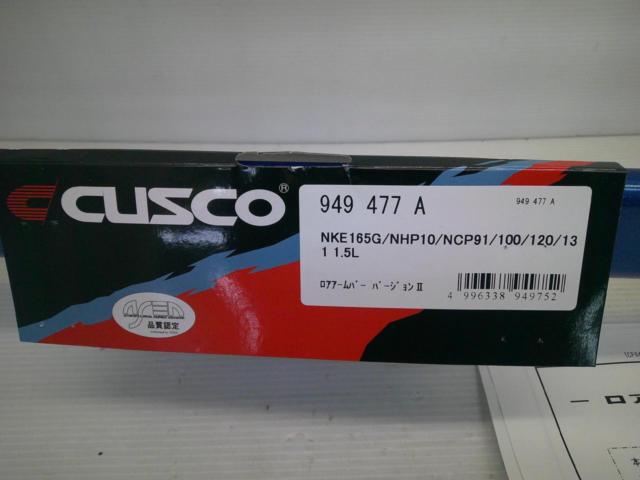 CUSCO®
949 477 A
949 477 A
NKE165G/NHP10/NCP91/100/120/13
1 1.5L
ロアアームバー バージョンⅡ
4 996338 949752
ASEA
品質認定
ー ロア
本